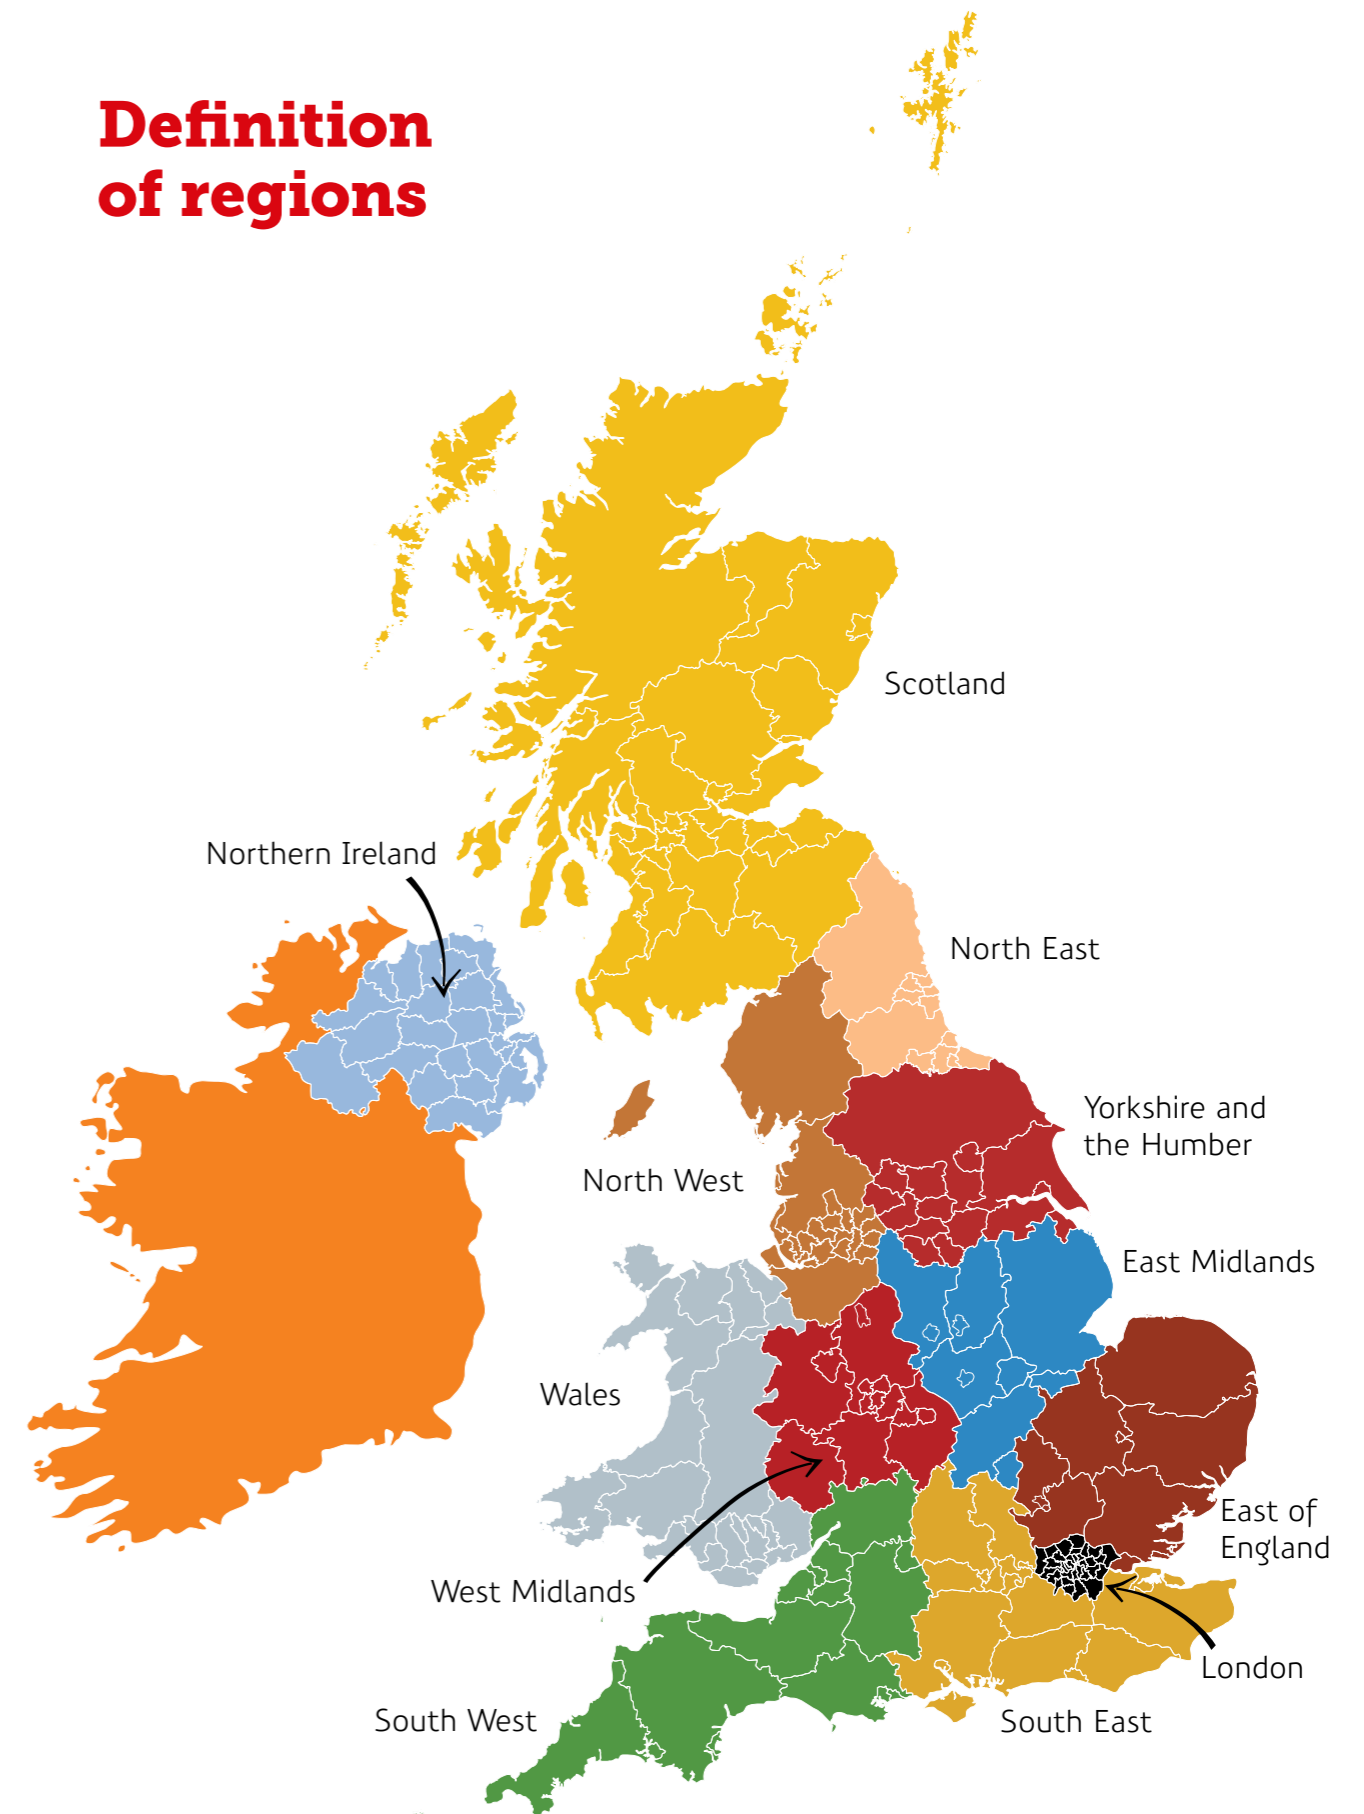 Definition
of regions
Scotland
Northern Ireland
North East
Yorkshire and
the Humber
North West
East Midlands
Wales
East of
England
West Midlands
London
South West
South East